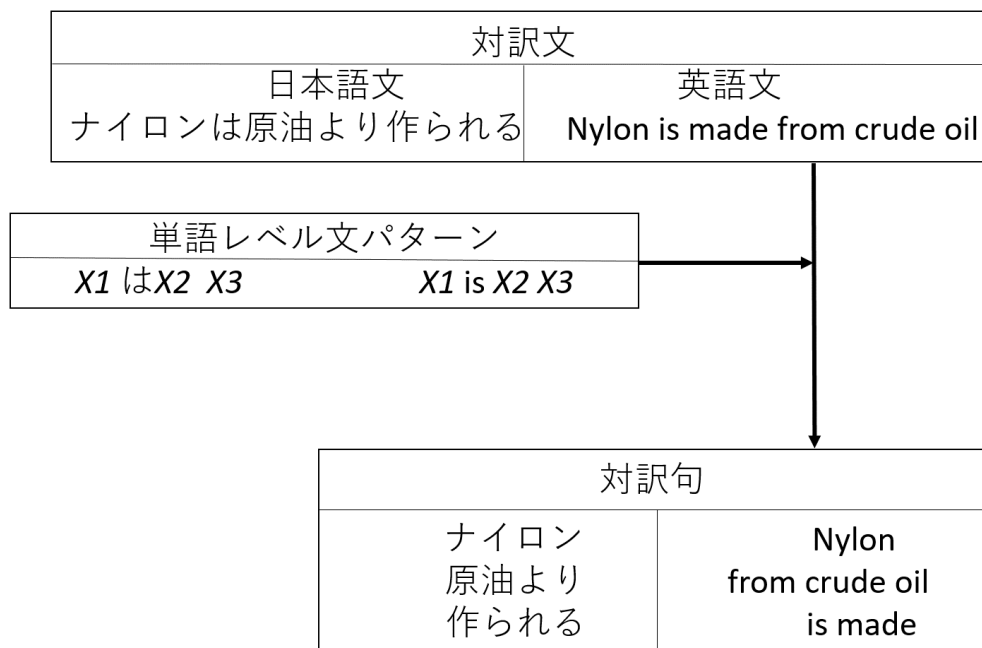 対訳文
日本語文 英語文
ナイロンは原油より作られる Nylon is made from crude oil
単語レベル文パターン
X1 はX2 X3 X1 is X2 X3
対訳句
ナイロン Nylon
原油より from crude oil
作られる is made